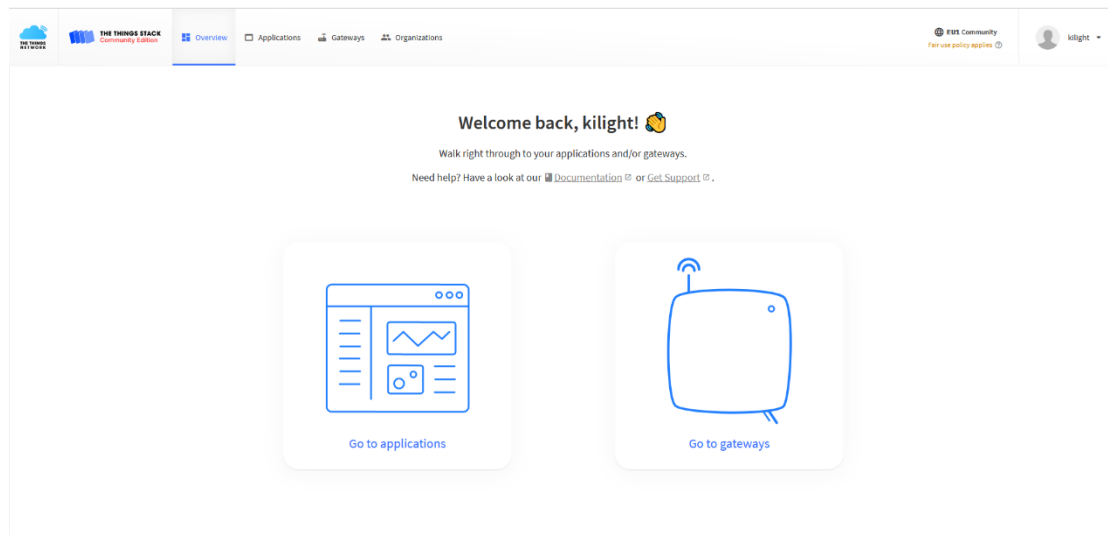 THE THINGS NETWORK
THE THINGS STACK
Community Edition
Overview
Applications
Gateways
Organizations
EU1 Community
Fair use policy applies
kilight
Welcome back, kilight! 👋
Walk right through to your applications and/or gateways.
Need help? Have a look at our Documentation or Get Support .
Go to applications
Go to gateways